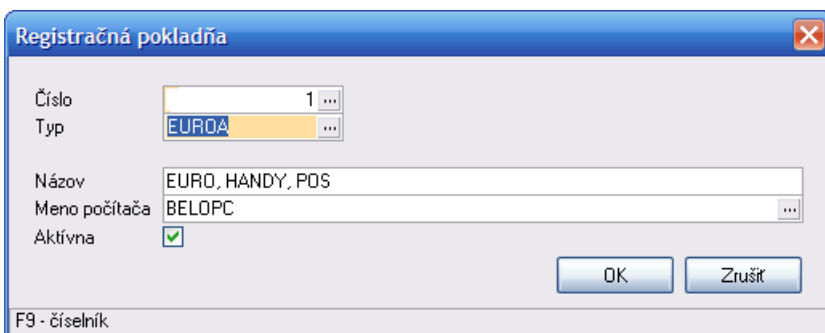 Registračná pokladňa
Číslo 1 ...
Typ EUROA ...
Názov EURO, HANDY, POS
Meno počítača BELOPC ...
Aktívna
OK Zrušiť
F9 - číselník